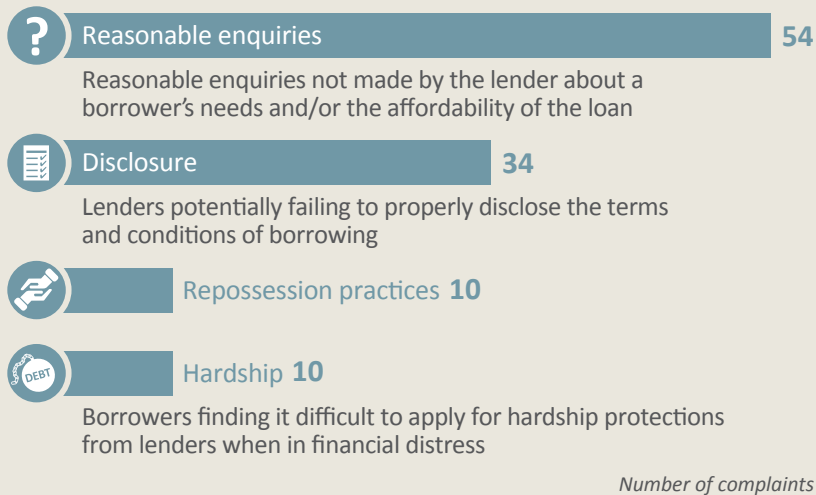 ?
Reasonable enquiries 54
Reasonable enquiries not made by the lender about a
borrower's needs and/or the affordability of the loan
Disclosure 34
Lenders potentially failing to properly disclose the terms
and conditions of borrowing
Repossession practices 10
DEBT
Hardship 10
Borrowers finding it difficult to apply for hardship protections
from lenders when in financial distress
Number of complaints